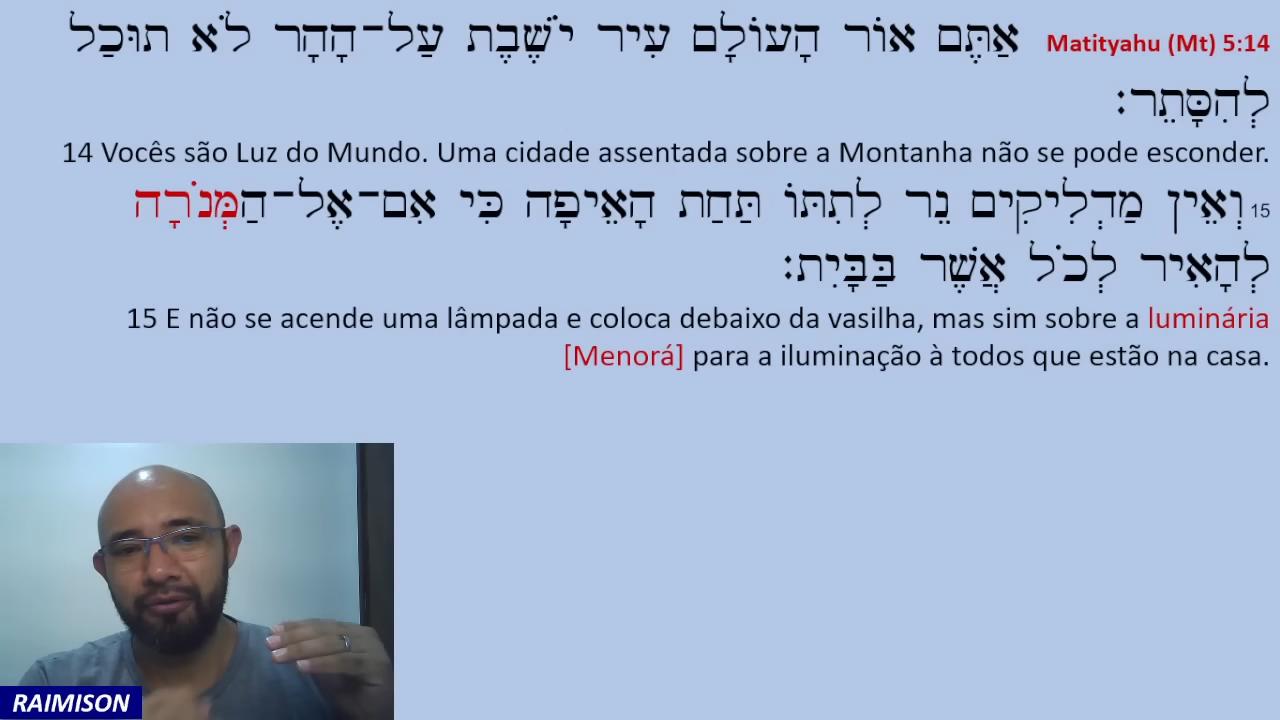 Matityahu (Mt) 5:14 אַתֶּם אוֹר הָעוֹלָם עִיר יֹשֶׁבֶת עַל־הָהָר לֹא תוּכַל
לְהִסָּתֵר׃
14 Vocês são Luz do Mundo. Uma cidade assentada sobre a Montanha não se pode esconder.
15 וְאֵין מַדְלִיקִים נֵר לְתִתּוֹ תַּחַת הָאֵיפָה כִּי אִם־אֶל־הַמְּנֹרָה
לְהָאִיר לְכֹל אֲשֶׁר בַּבָּיִת׃
15 E não se acende uma lâmpada e coloca debaixo da vasilha, mas sim sobre a luminária
[Menorá] para a iluminação à todos que estão na casa.
RAIMISON